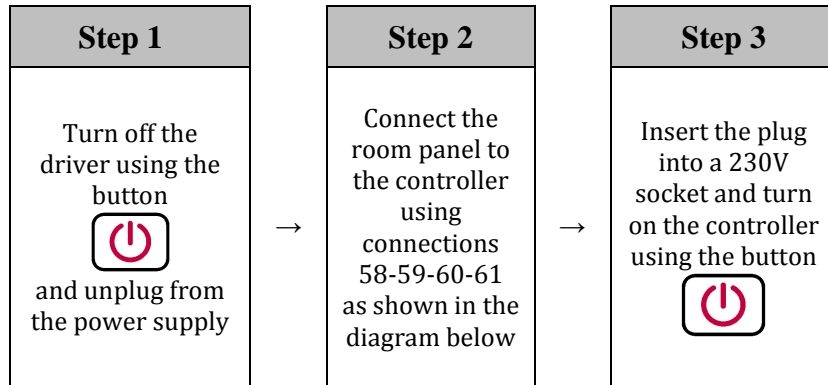 Step 1
Turn off the
driver using the
button
and unplug from
the power supply
→
Step 2
Connect the
room panel to
the controller
using
connections
58-59-60-61
as shown in the
diagram below
→
Step 3
Insert the plug
into a 230V
socket and turn
on the controller
using the button